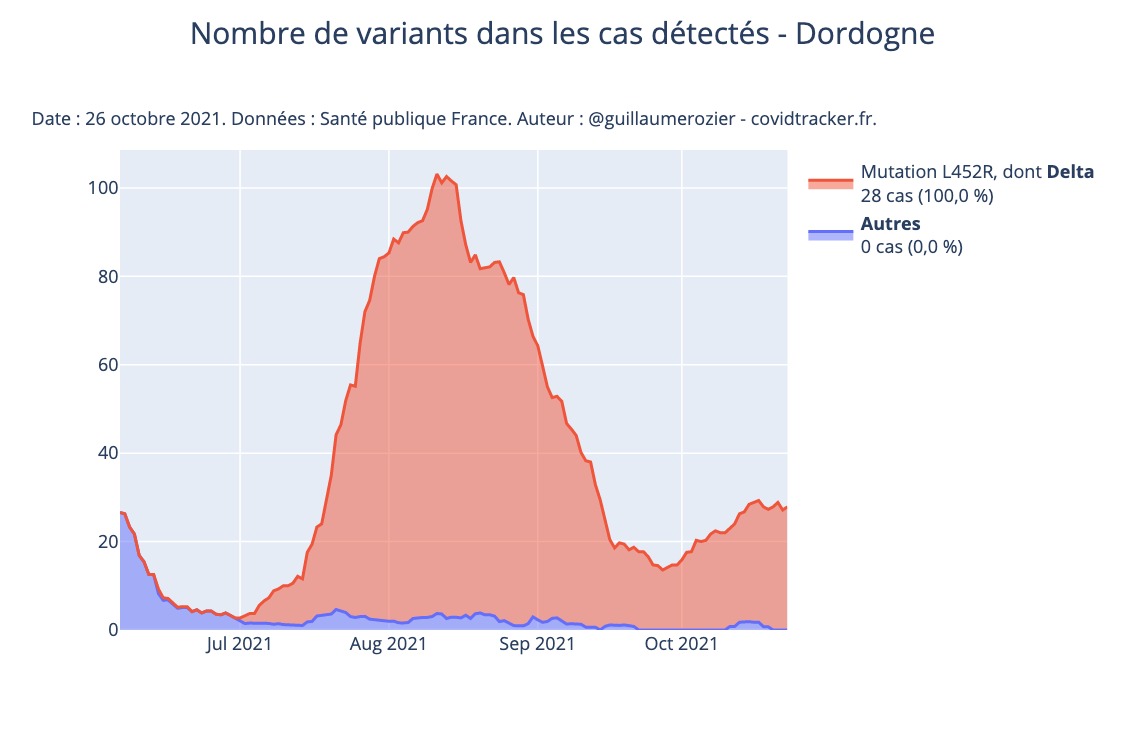 Nombre de variants dans les cas détectés - Dordogne
Date : 26 octobre 2021. Données : Santé publique France. Auteur : @guillaumerozier - covidtracker.fr.
Mutation L452R, dont Delta
28 cas (100,0 %)
Autres
0 cas (0,0 %)
100
80
60
40
20
0
Jul 2021 Aug 2021 Sep 2021 Oct 2021